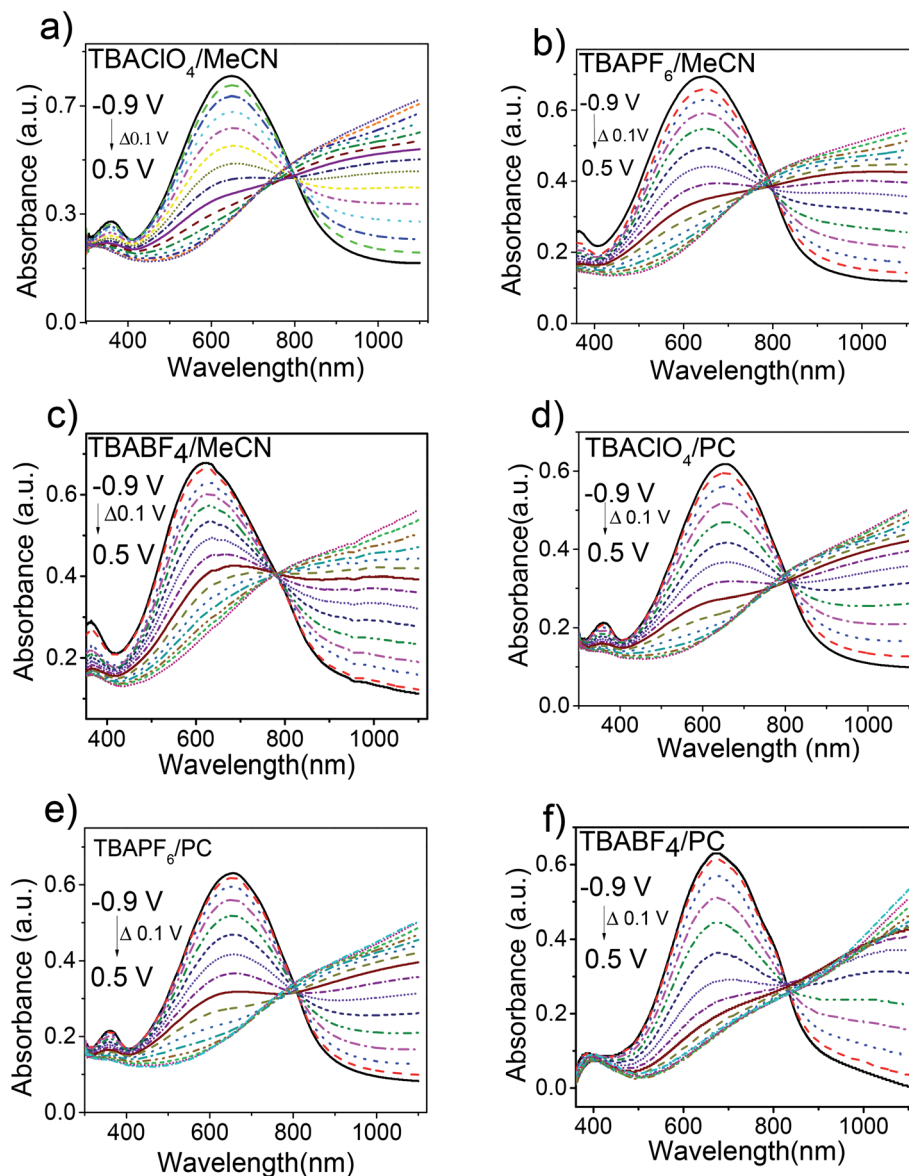 a)
TBAClO₄/MeCN
-0.9 V
Δ0.1 V
0.5 V
0.7
0.3
0.0
Absorbance (a.u.)
400 600 800 1000
Wavelength(nm)
b)
TBAPF₆/MeCN
-0.9 V
Δ 0.1V
0.5 V
0.8
0.6
0.4
0.2
0.0
Absorbance (a.u.)
400 600 800 1000
Wavelength(nm)
c)
TBABF4/MeCN
-0.9 V
Δ0.1 V
0.5 V
0.6
0.4
0.2
Absorbance (a.u.)
400 600 800 1000
Wavelength(nm)
d)
TBAClO₄/PC
-0.9 V
Δ 0.1 V
0.5 V
0.6
0.4
0.2
0.0
Absorbance(a.u.)
400 600 800 1000
Wavelength (nm)
e)
TBAPF₆/PC
-0.9 V
Δ 0.1 V
0.5 V
0.6
0.4
0.2
0.0
Absorbance (a.u.)
400 600 800 1000
Wavelength(nm)
f)
TBABF4/PC
-0.9 V
Δ 0.1 V
0.5 V
0.6
0.4
0.2
0.0
Absorbance (a.u.)
400 600 800 1000
Wavelength(nm)